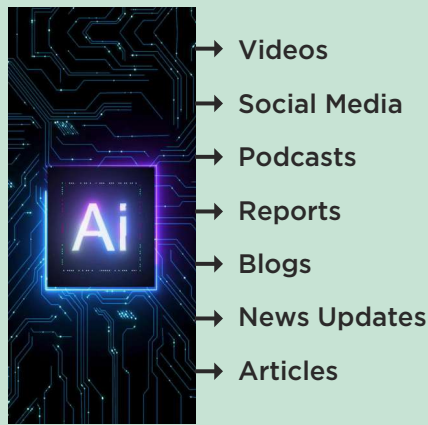 Ai
Videos
Social Media
Podcasts
Reports
Blogs
News Updates
Articles